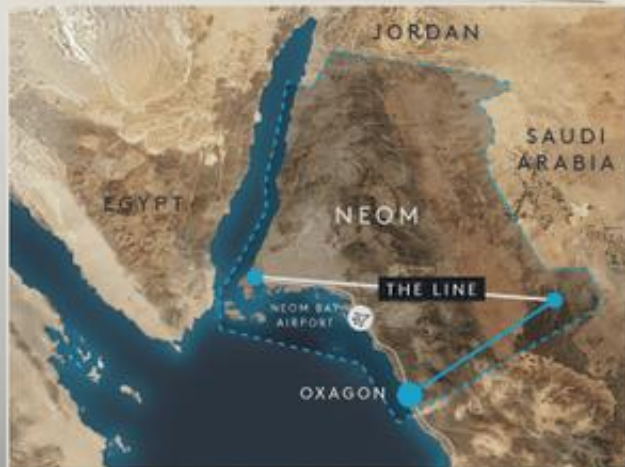 JORDAN
SAUDI
ARABIA
EGYPT
NEOM
THE LINE
NEOM BAY
AIRPORT
OXAGON